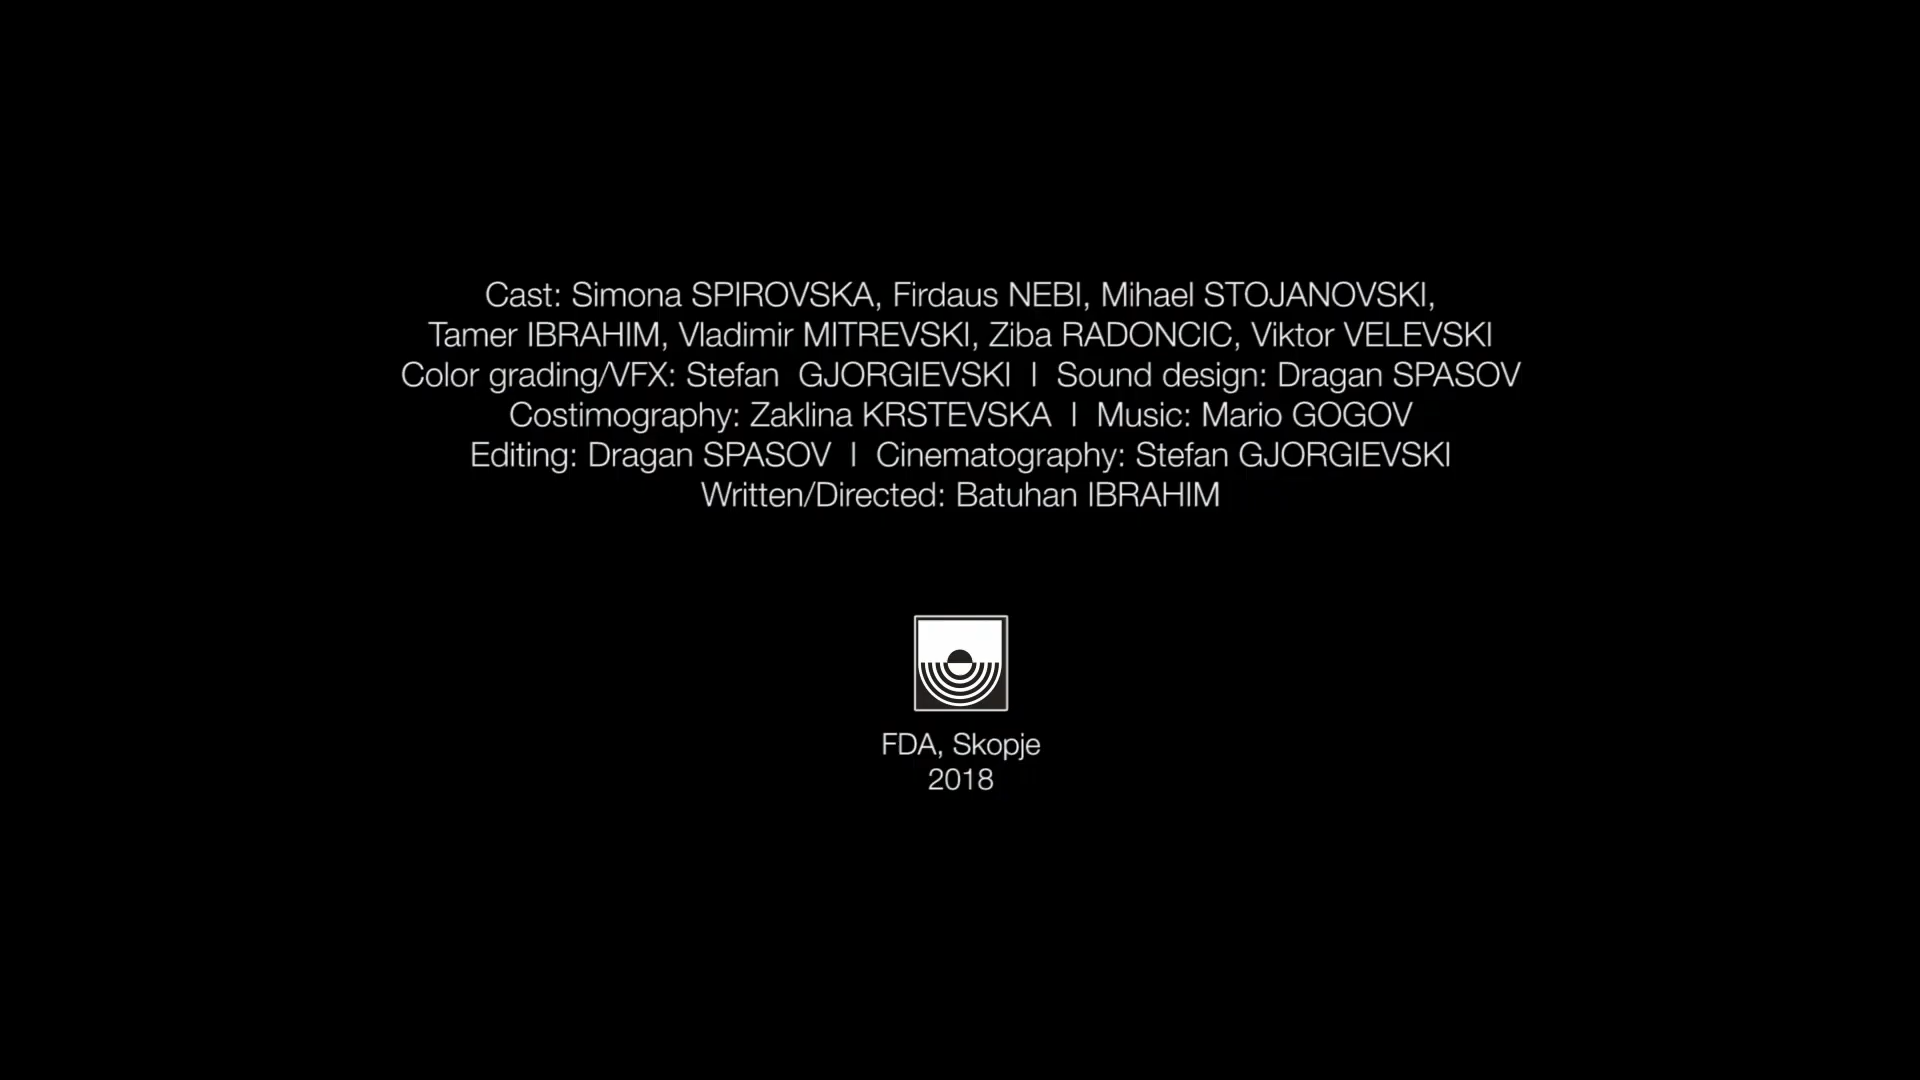 Cast: Simona SPIROVSKA, Firdaus NEBI, Mihael STOJANOVSKI,
Tamer IBRAHIM, Vladimir MITREVSKI, Ziba RADONCIC, Viktor VELEVSKI
Color grading/VFX: Stefan  GJORGIEVSKI  |  Sound design: Dragan SPASOV
Costimography: Zaklina KRSTEVSKA  |  Music: Mario GOGOV
Editing: Dragan SPASOV  |  Cinematography: Stefan GJORGIEVSKI
Written/Directed: Batuhan IBRAHIM
FDA, Skopje
2018